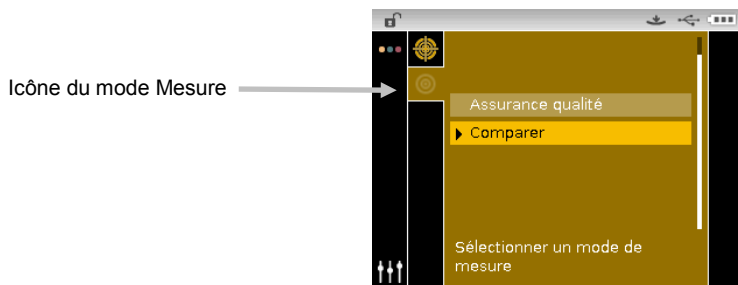 Icône du mode Mesure
Assurance qualité
Comparer
Sélectionner un mode de
mesure